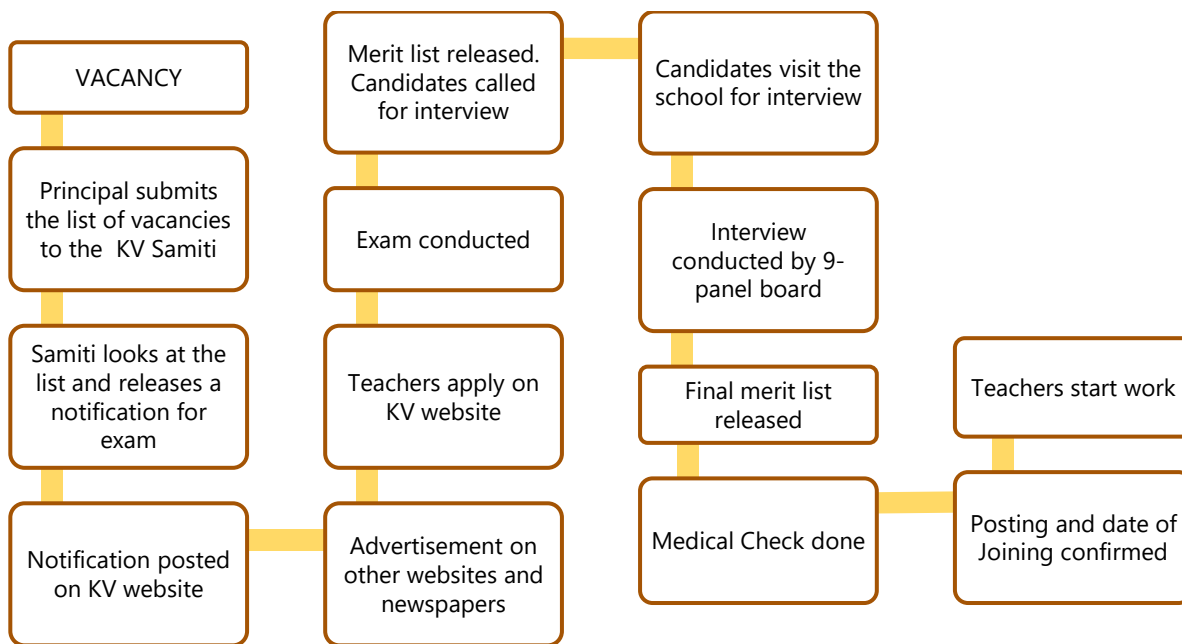 VACANCY
Principal submits
the list of vacancies
to the KV Samiti
Samiti looks at the
list and releases a
notification for
exam
Notification posted
on KV website
Advertisement on
other websites and
newspapers
Teachers apply on
KV website
Exam conducted
Merit list released.
Candidates called
for interview
Candidates visit the
school for interview
Interview
conducted by 9-
panel board
Final merit list
released
Medical Check done
Posting and date of
Joining confirmed
Teachers start work